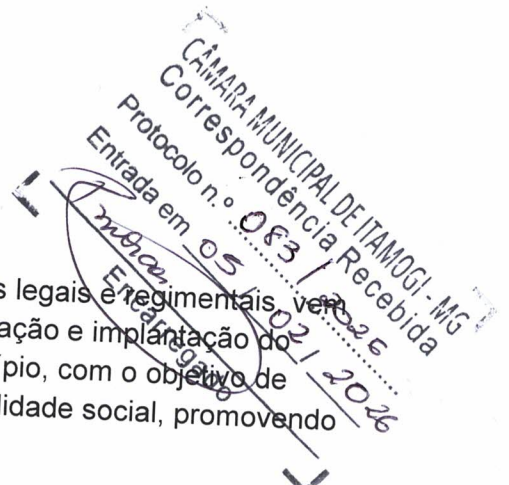 CÂMARA MUNICIPAL DE ITAMOGI - MG
Correspondência Recebida
Protocolo n.º 083 / 2026
Entrada em 05 / 02 / 2026
Encarregado
s legais e regimentais, vem
ação e implantação do
ípio, com o objetivo de
lidade social, promovendo